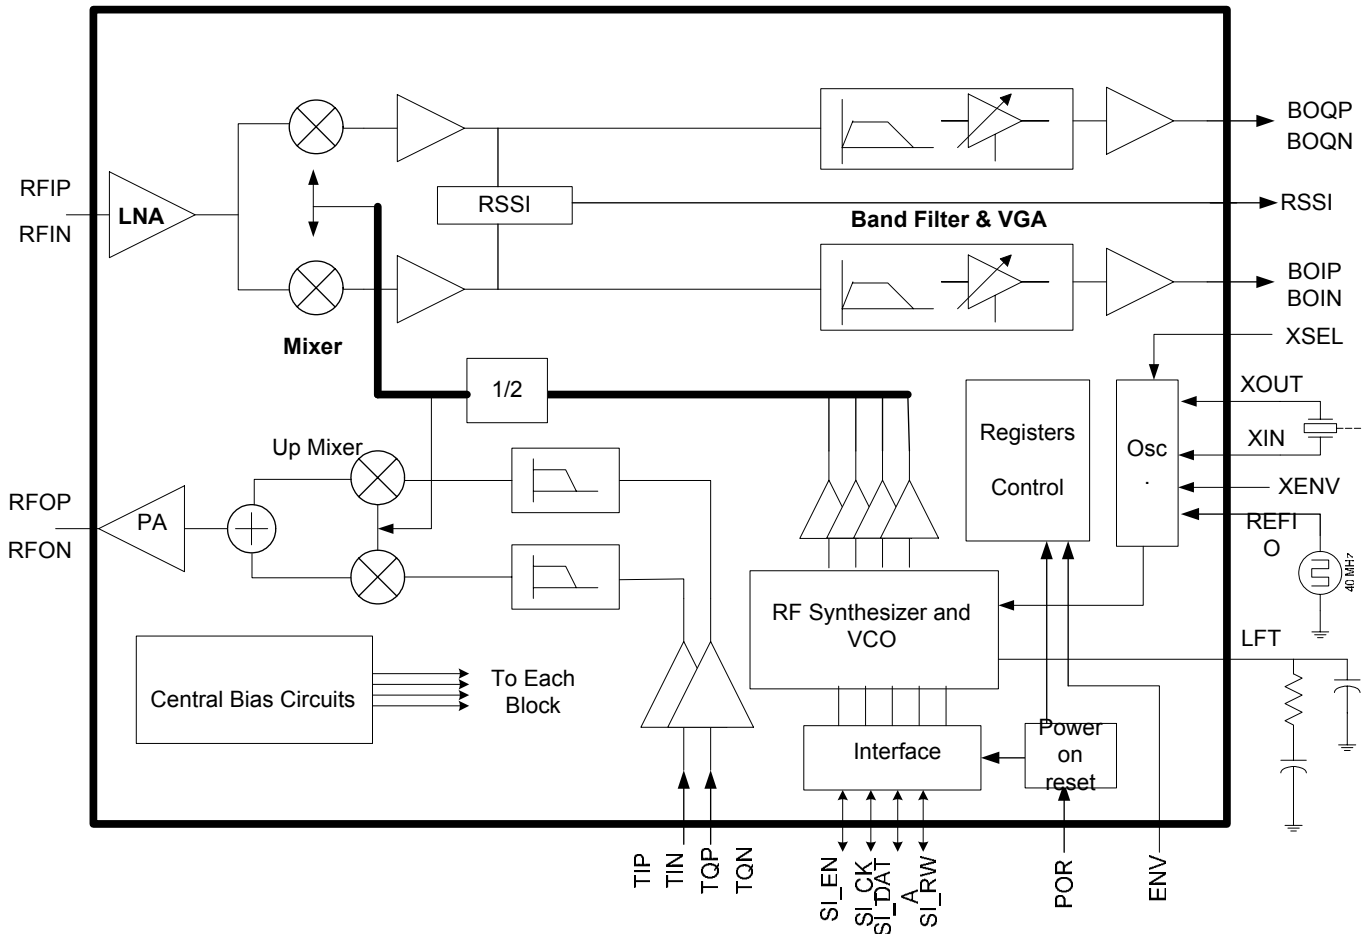 BOQP
BOQN
RFIP
RFIN
LNA
RSSI
RSSI
Band Filter & VGA
BOIP
BOIN
Mixer
XSEL
1/2
XOUT
Registers
Control
Osc
.
XIN
Up Mixer
XENV
RFOP
RFON
PA
REFI
O
40 MHz
RF Synthesizer and
VCO
LFT
Central Bias Circuits
To Each
Block
Interface
Power
on
reset
TIP
TIN
TQP
TQN
SI_EN
SI_CK
SI_DAT
A
SI_RW
POR
ENV